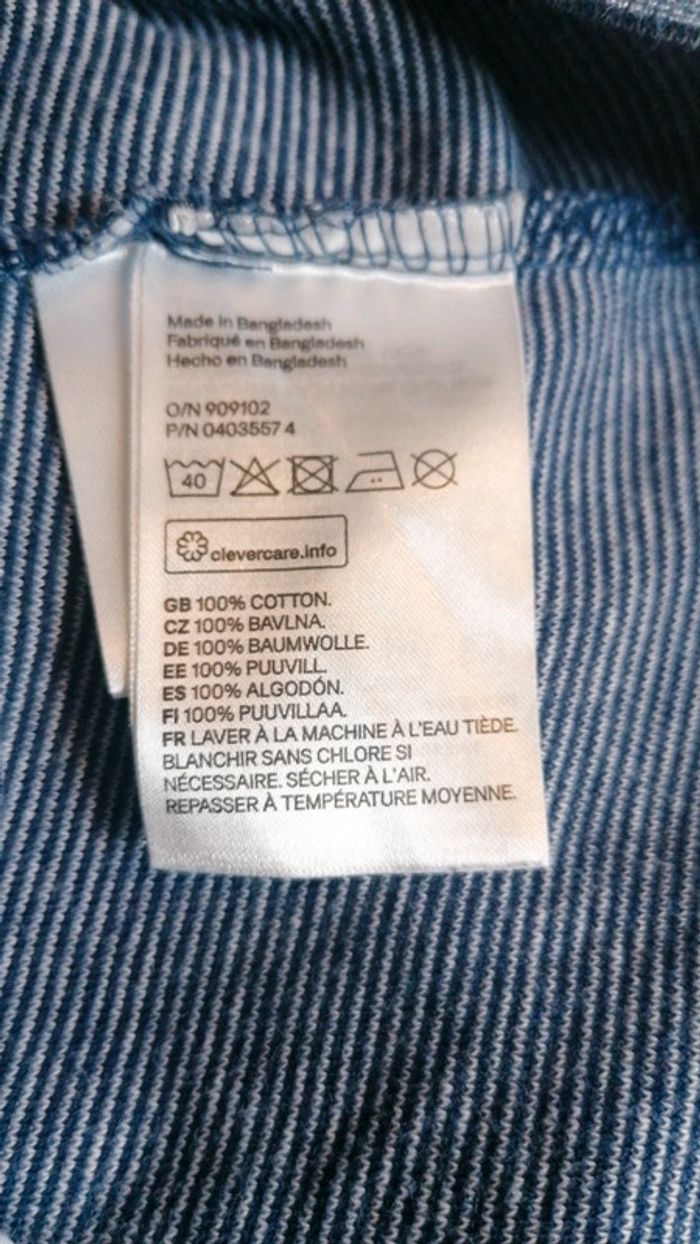 Made in Bangladesh
Fabriqué en Bangladesh
Hecho en Bangladesh
O/N 909102
P/N 0403557 4
40
clevercare.info
GB 100% COTTON.
CZ 100% BAVLNA.
DE 100% BAUMWOLLE.
EE 100% PUUVILL.
ES 100% ALGODÓN.
FI 100% PUUVILLAA.
FR LAVER À LA MACHINE À L'EAU TIÈDE.
BLANCHIR SANS CHLORE SI
NÉCESSAIRE. SÉCHER À L'AIR.
REPASSER À TEMPÉRATURE MOYENNE.